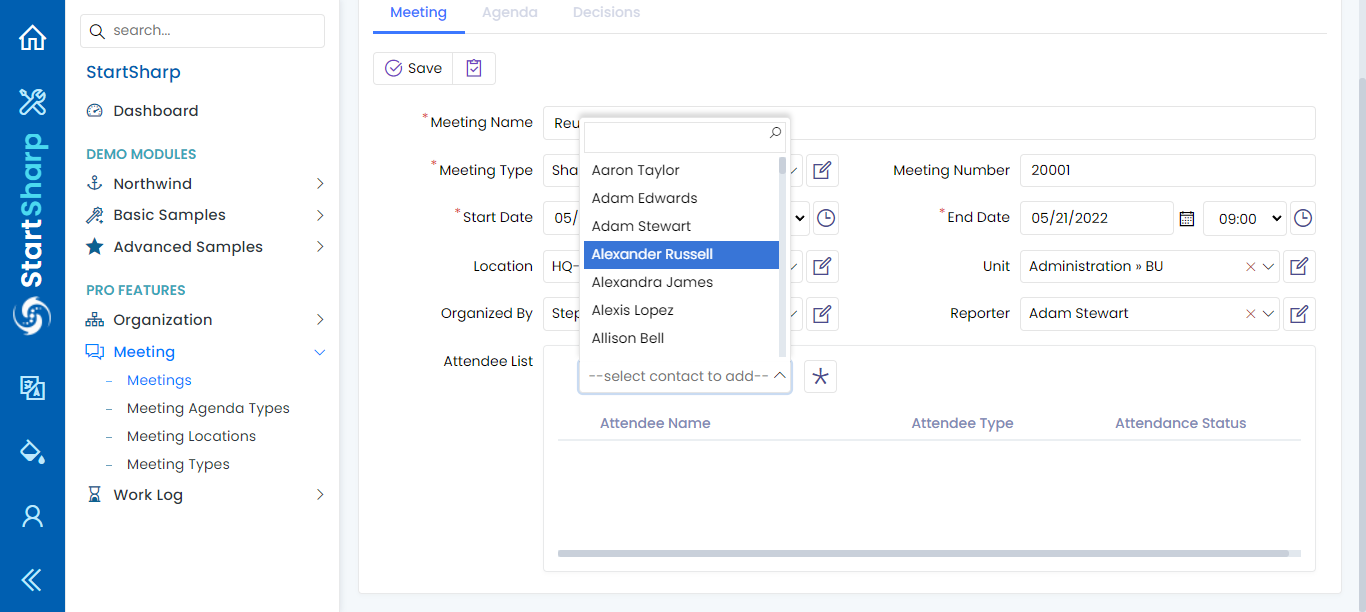 StartSharp
search...
StartSharp
Dashboard
DEMO MODULES
Northwind
Basic Samples
Advanced Samples
PRO FEATURES
Organization
Meeting
Meetings
Meeting Agenda Types
Meeting Locations
Meeting Types
Work Log
Meeting Agenda Decisions
Save
*Meeting Name Reu
*Meeting Type Sha
Meeting Number 20001
*Start Date 05/
*End Date 05/21/2022 09:00
Location HQ-
Unit Administration » BU
Organized By Step
Reporter Adam Stewart
Attendee List
Aaron Taylor
Adam Edwards
Adam Stewart
Alexander Russell
Alexandra James
Alexis Lopez
Allison Bell
--select contact to add--
Attendee Name Attendee Type Attendance Status